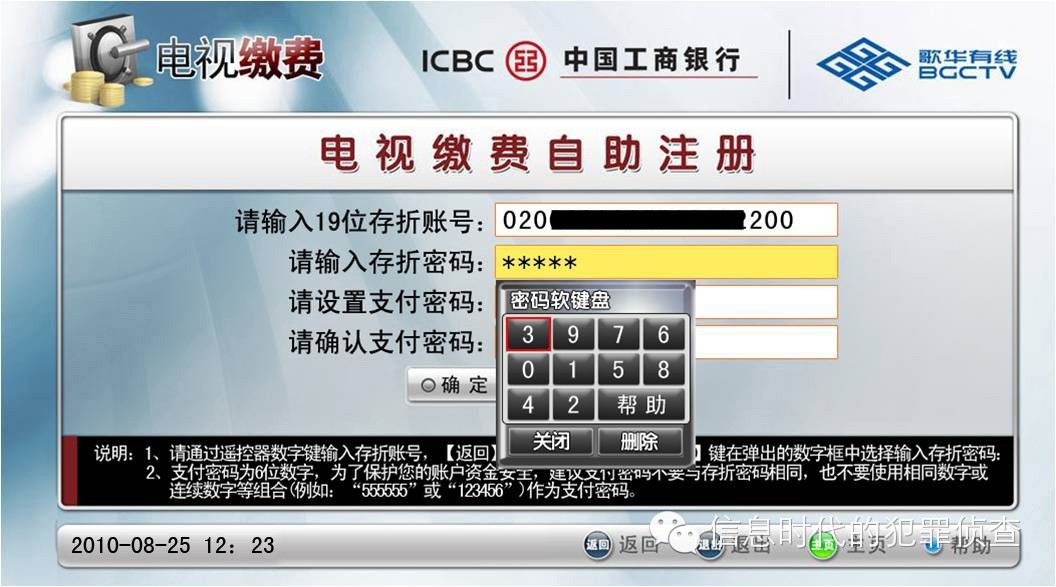 电视缴费
ICBC 中国工商银行
歌华有线
BGCTV
电视缴费自助注册
请输入19位存折账号: 020 200
请输入存折密码: *****
请设置支付密码:
请确认支付密码:
密码软键盘
3 9 7 6
0 1 5 8
4 2 帮助
关闭 删除
确定
说明: 1、请通过遥控器数字键输入存折账号, 【返回】 】键在弹出的数字框中选择输入存折密码:
2、支付密码为6位数字, 为了保护您的账户资金安全, 建议支付密码不要与存折密码相同, 也不要使用相同数字或
连续数字等组合(例如: “555555”或“123456”)作为支付密码。
2010-08-25 12: 23
返回 返回 退出 退出 主页 主页 帮助
信息时代的犯罪侦查